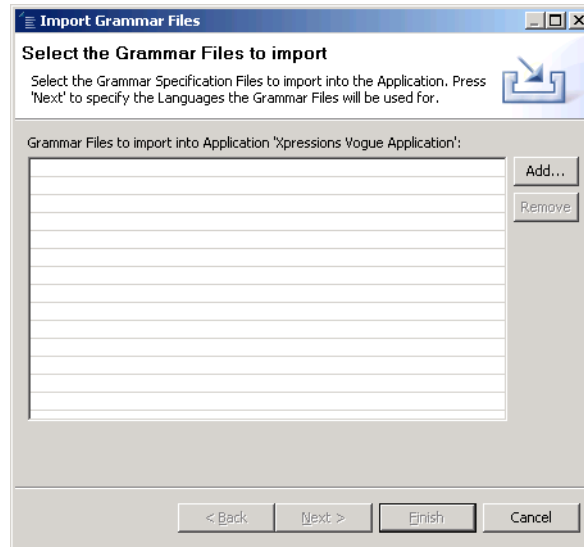 Import Grammar Files
Select the Grammar Files to import
Select the Grammar Specification Files to import into the Application. Press
'Next' to specify the Languages the Grammar Files will be used for.
Grammar Files to import into Application 'Xpressions Vogue Application':
Add...
Remove
< Back
Next >
Finish
Cancel